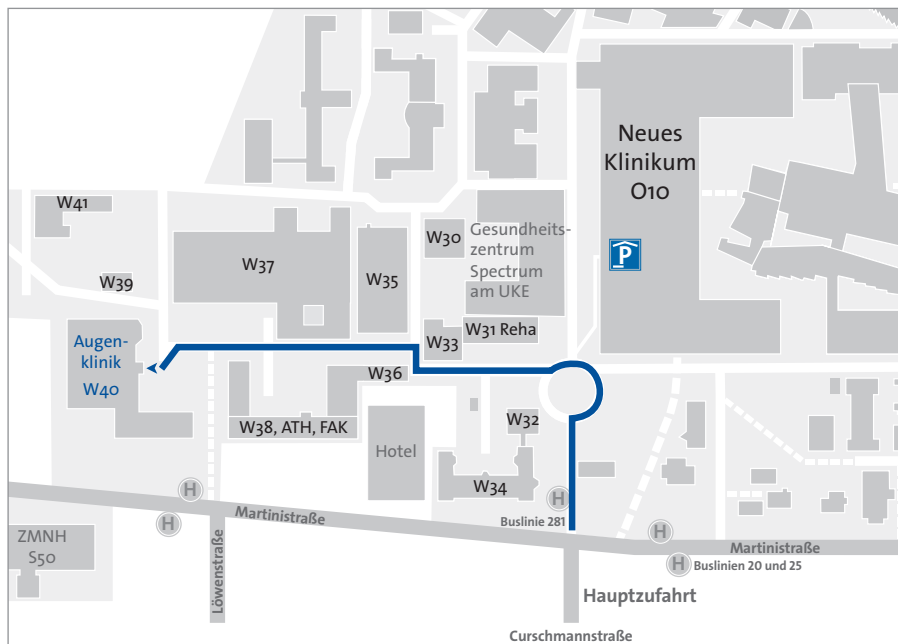 Neues
Klinikum
O10
W41
W30
Gesundheits-
zentrum
Spectrum
am UKE
P
W37
W35
W39
W31 Reha
W33
Augen-
klinik
W40
W36
W32
W38, ATH, FAK
Hotel
W34
H
H
Martinistraße
H
Buslinie 281
ZMNH
S50
Löwenstraße
H
Martinistraße
H
Buslinien 20 und 25
Hauptzufahrt
Curschmannstraße